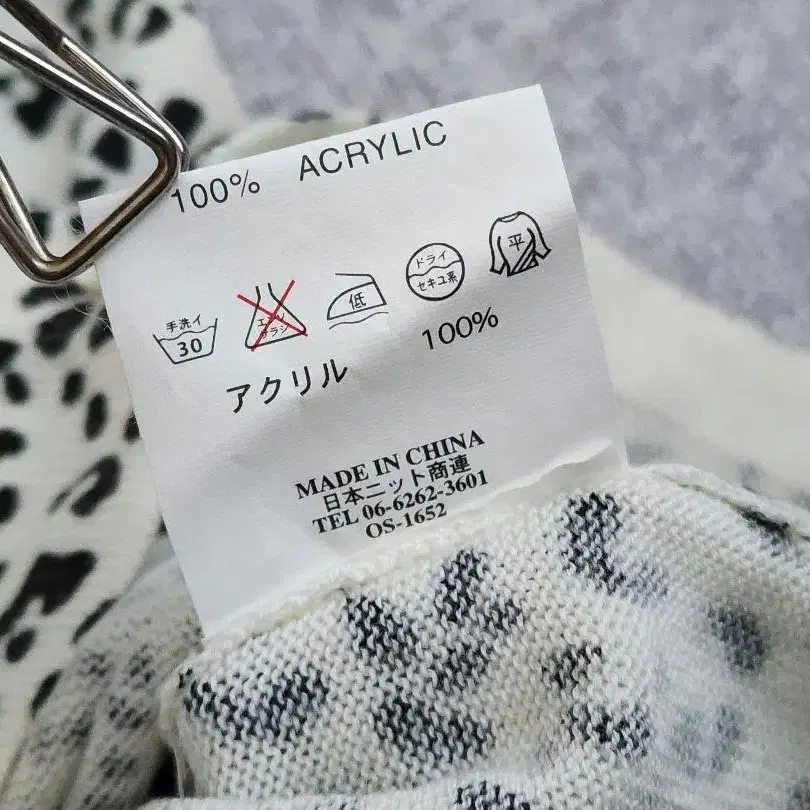 100% ACRYLIC
手洗イ
30
エンソ
サラシ
低
ドライ
セキユ系
平
アクリル 100%
MADE IN CHINA
日本ニット商連
TEL 06-6262-3601
OS-1652